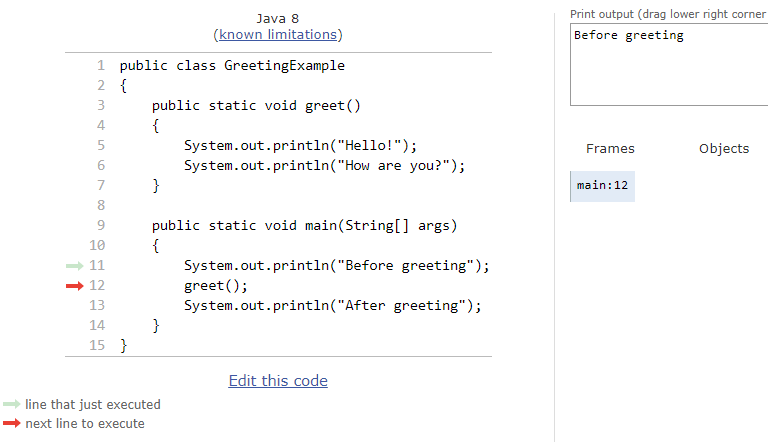 Java 8
(known limitations)
1 public class GreetingExample
2 {
3     public static void greet()
4     {
5         System.out.println("Hello!");
6         System.out.println("How are you?");
7     }
8
9     public static void main(String[] args)
10     {
11         System.out.println("Before greeting");
12         greet();
13         System.out.println("After greeting");
14     }
15 }
Edit this code
line that just executed
next line to execute
Print output (drag lower right corner
Before greeting
Frames Objects
main:12